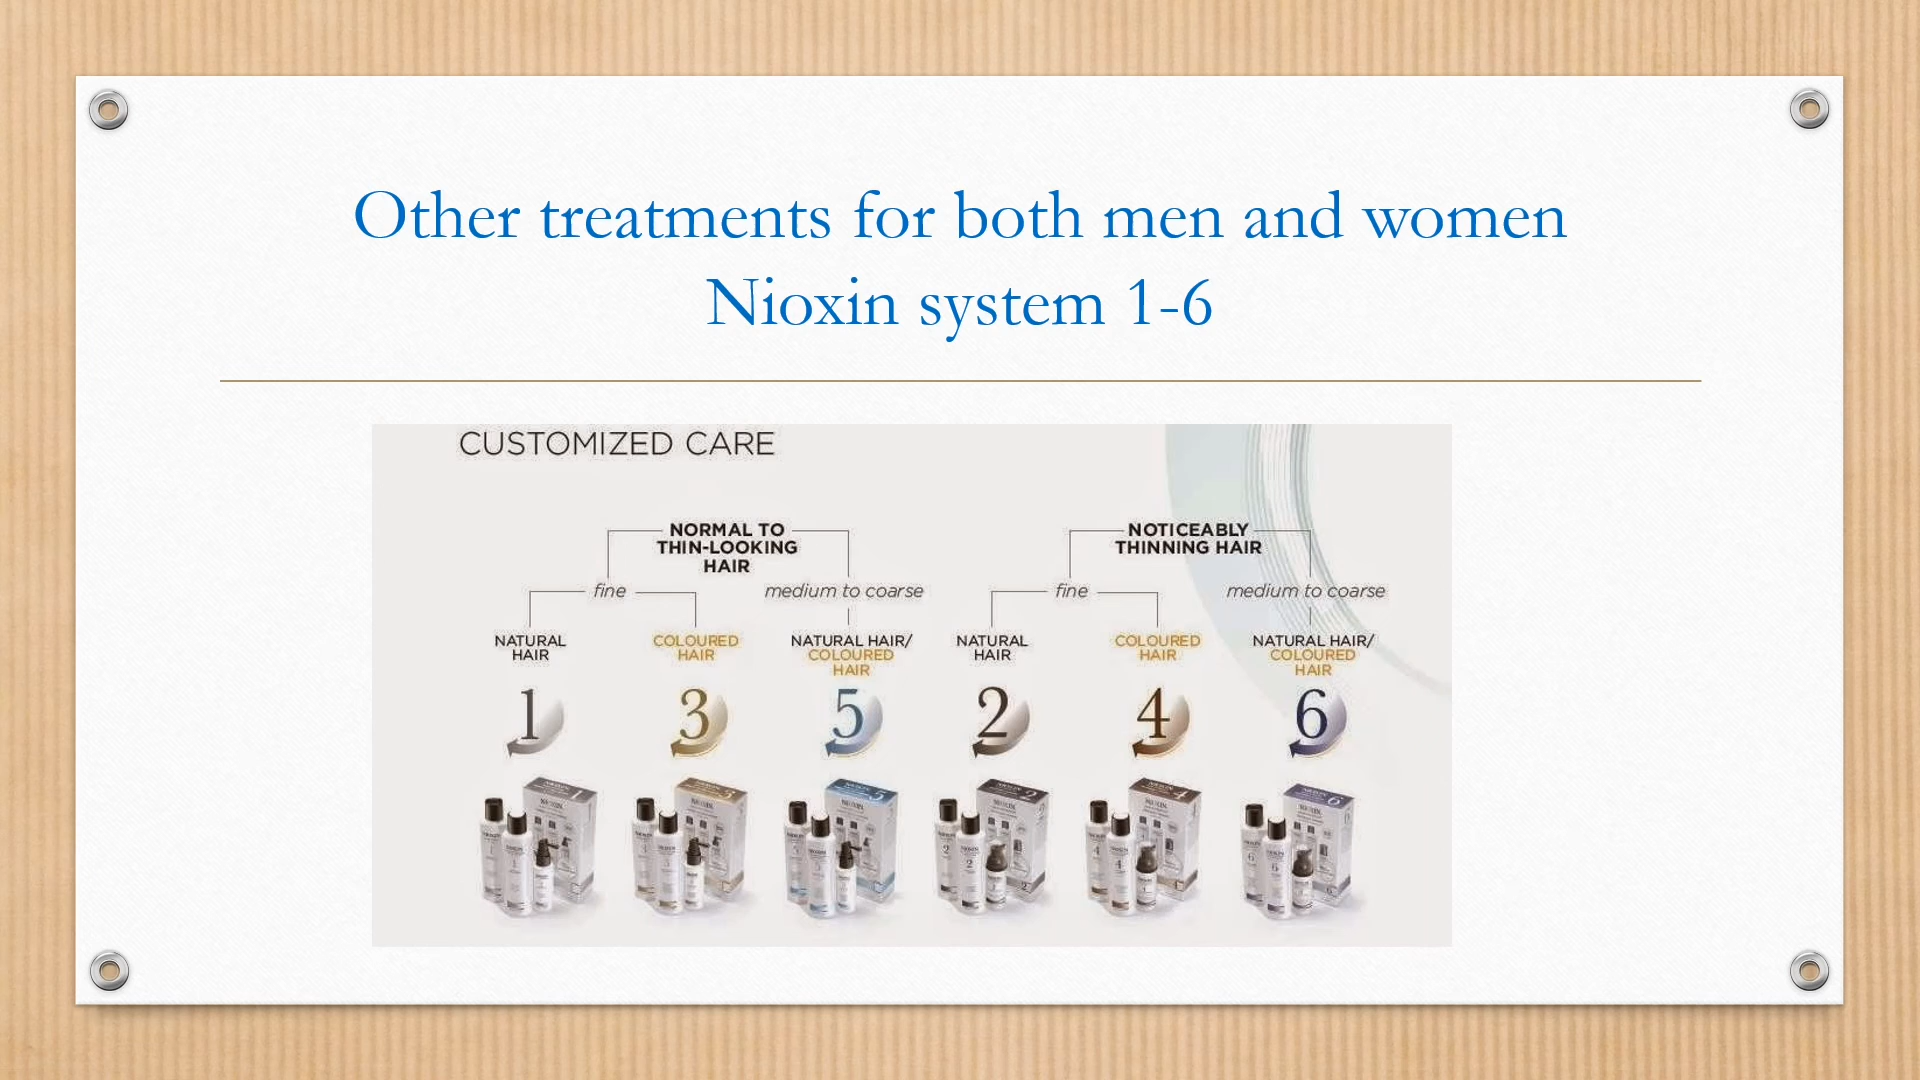 Other treatments for both men and women
Nioxin system 1-6
CUSTOMIZED CARE
NORMAL TO
THIN-LOOKING
HAIR
fine
medium to coarse
NATURAL
HAIR
COLOURED
HAIR
NATURAL HAIR/
COLOURED
HAIR
1
3
5
NOTICEABLY
THINNING HAIR
fine
medium to coarse
NATURAL
HAIR
COLOURED
HAIR
NATURAL HAIR/
COLOURED
HAIR
2
4
6